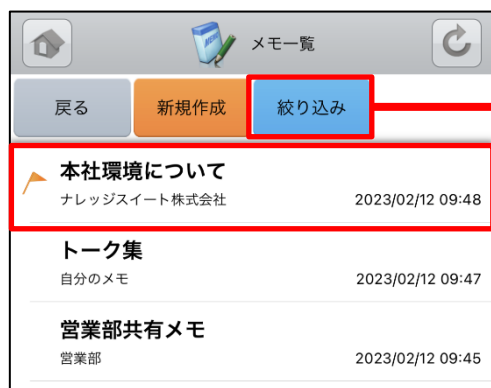 メモ一覧
戻る 新規作成 絞り込み
本社環境について
ナレッジスイート株式会社 2023/02/12 09:48
トーク集
自分のメモ 2023/02/12 09:47
営業部共有メモ
営業部 2023/02/12 09:45